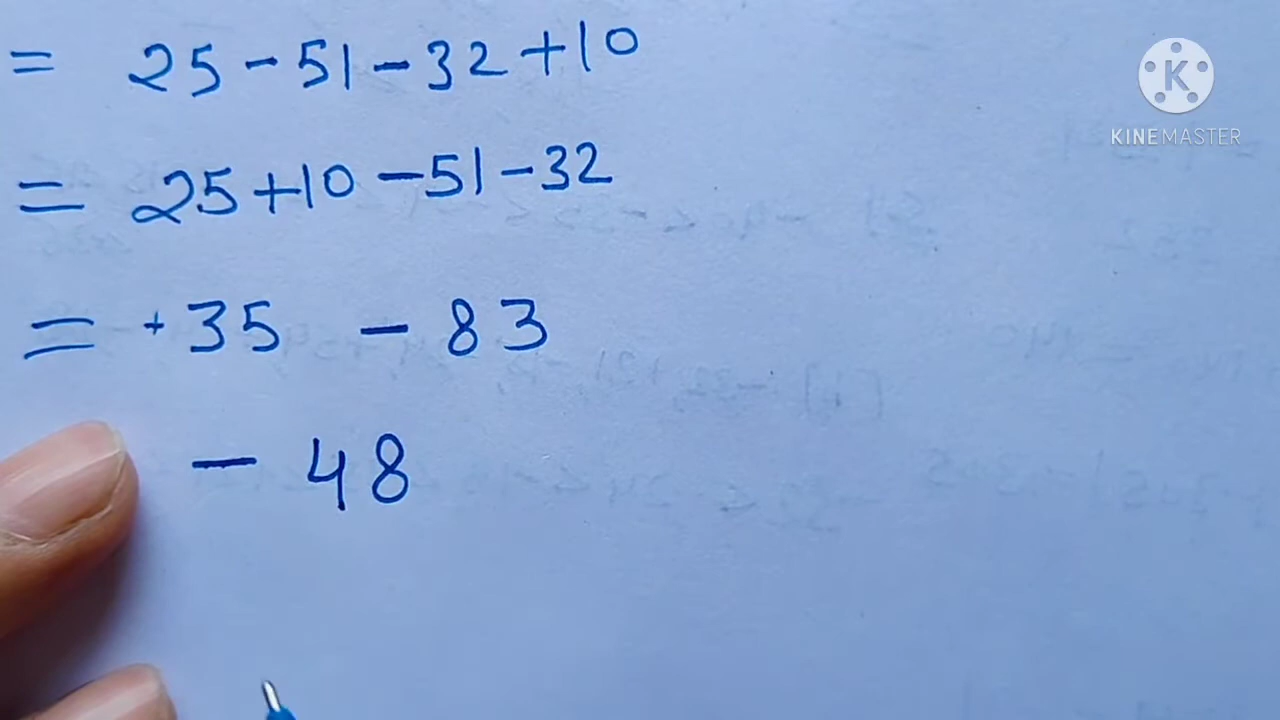 = 25 - 51 - 32 + 10
K
KINEMASTER
= 25 + 10 - 51 - 32
= + 35 - 83
- 48